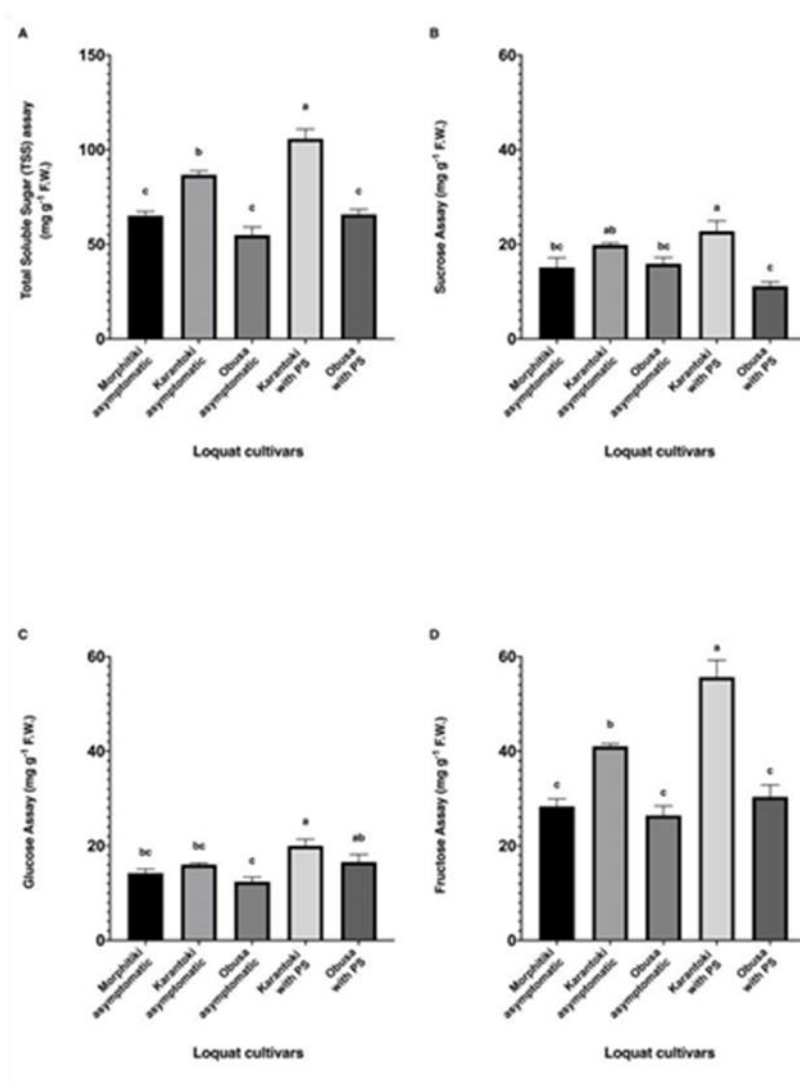 A
Total Soluble Sugar (TSS) assay
(mg g⁻¹ F.W.)
150
100
50
0
c
b
c
a
c
Morphitiki
asymptomatic
Karantoki
asymptomatic
Obusa
asymptomatic
Karantoki
with PS
Obusa
with PS
Loquat cultivars
B
Sucrose Assay (mg g⁻¹ F.W.)
60
40
20
0
bc
ab
bc
a
c
Morphitiki
asymptomatic
Karantoki
asymptomatic
Obusa
asymptomatic
Karantoki
with PS
Obusa
with PS
Loquat cultivars
C
Glucose Assay (mg g⁻¹ F.W.)
60
40
20
0
bc
bc
c
a
ab
Morphitiki
asymptomatic
Karantoki
asymptomatic
Obusa
asymptomatic
Karantoki
with PS
Obusa
with PS
Loquat cultivars
D
Fructose Assay (mg g⁻¹ F.W.)
60
40
20
0
c
b
c
a
c
Morphitiki
asymptomatic
Karantoki
asymptomatic
Obusa
asymptomatic
Karantoki
with PS
Obusa
with PS
Loquat cultivars